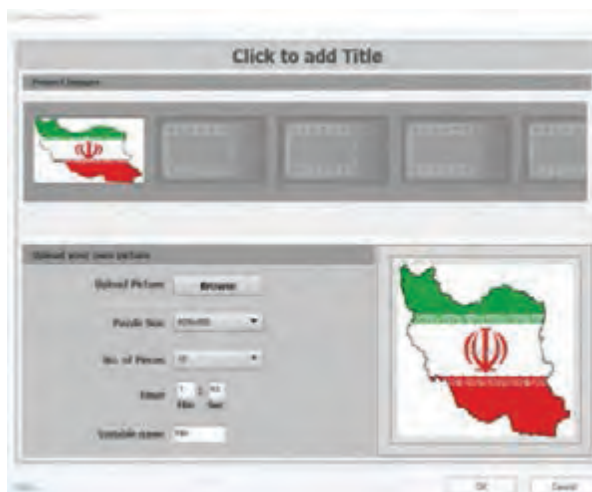 Click to add Title
Project Images
Upload your own picture
Upload Picture
Browse
Puzzle Size
No. of Pieces
Timer
Min Sec
Variable name
OK Cancel